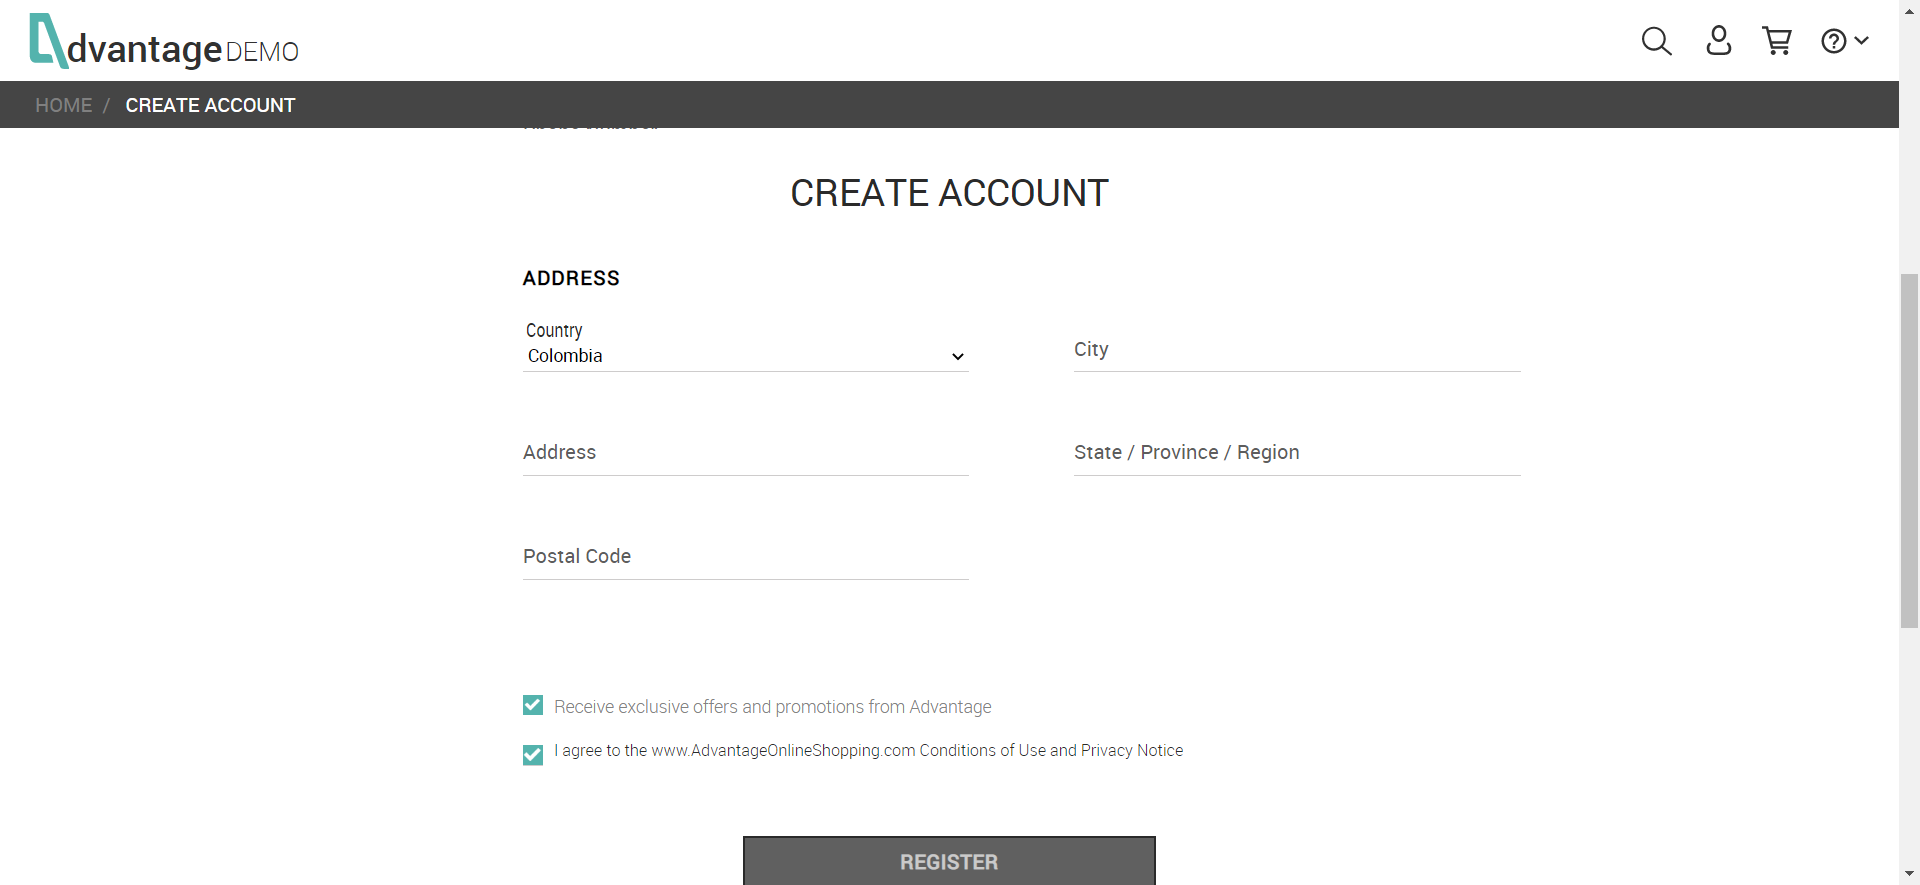 dvantage DEMO
HOME / CREATE ACCOUNT
CREATE ACCOUNT
ADDRESS
Country
Colombia
City
Address
State / Province / Region
Postal Code
Receive exclusive offers and promotions from Advantage
I agree to the www.AdvantageOnlineShopping.com Conditions of Use and Privacy Notice
REGISTER